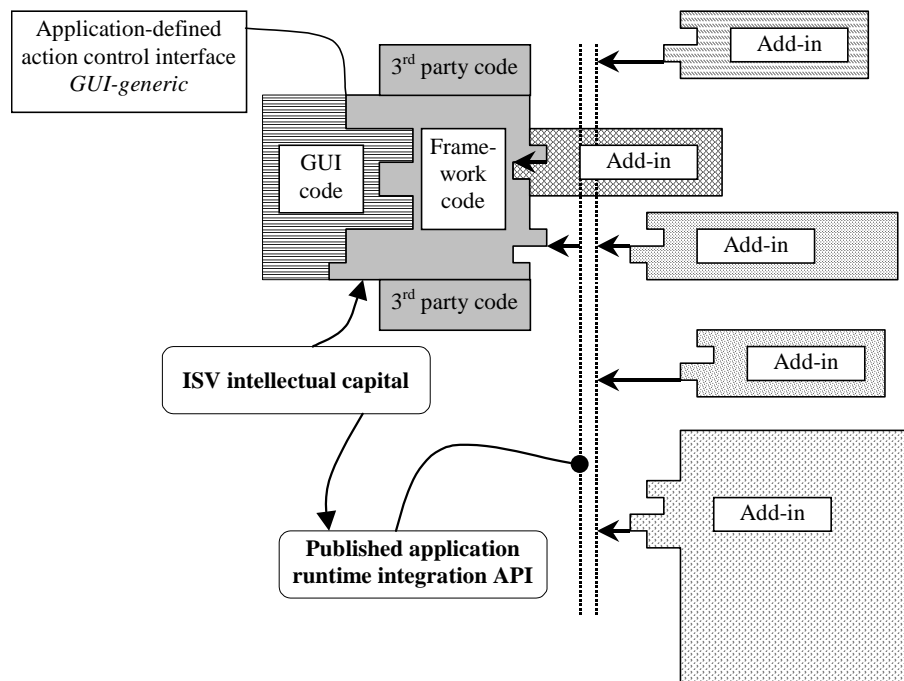 Application-defined
action control interface
GUI-generic
3rd party code
Add-in
GUI
code
Frame-
work
code
Add-in
Add-in
3rd party code
ISV intellectual capital
Add-in
Add-in
Published application
runtime integration API